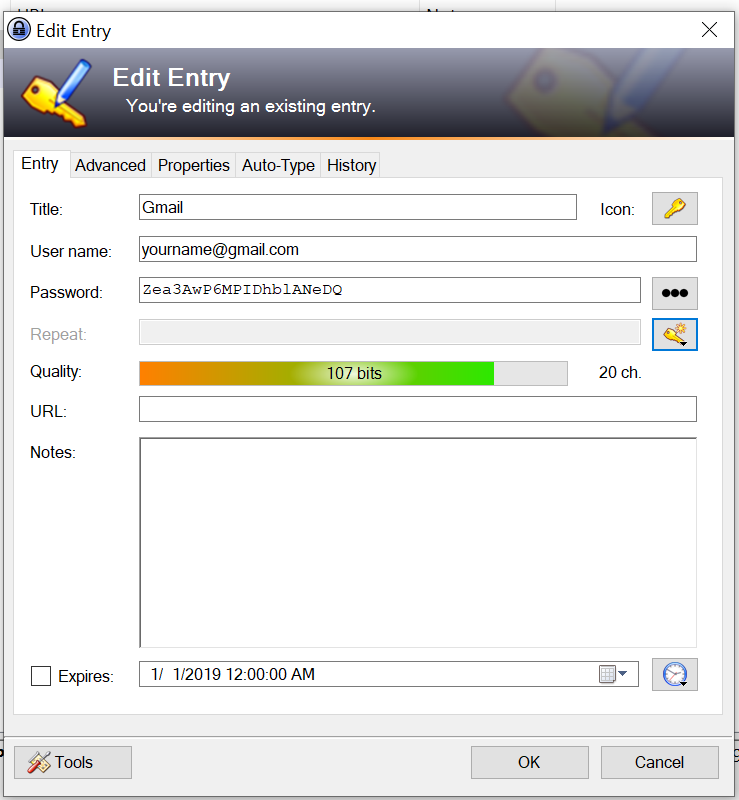 Edit Entry
Edit Entry
You're editing an existing entry.
Entry Advanced Properties Auto-Type History
Title: Gmail Icon:
User name: yourname@gmail.com
Password: Zea3AwP6MPIDhblANeDQ
Repeat:
Quality: 107 bits 20 ch.
URL:
Notes:
Expires: 1/ 1/2019 12:00:00 AM
Tools OK Cancel